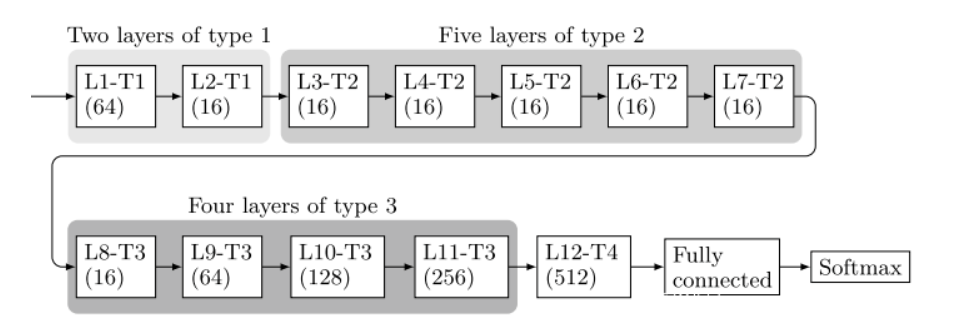 Two layers of type 1
Five layers of type 2
L1-T1
(64)
L2-T1
(16)
L3-T2
(16)
L4-T2
(16)
L5-T2
(16)
L6-T2
(16)
L7-T2
(16)
Four layers of type 3
L8-T3
(16)
L9-T3
(64)
L10-T3
(128)
L11-T3
(256)
L12-T4
(512)
Fully
connected
Softmax